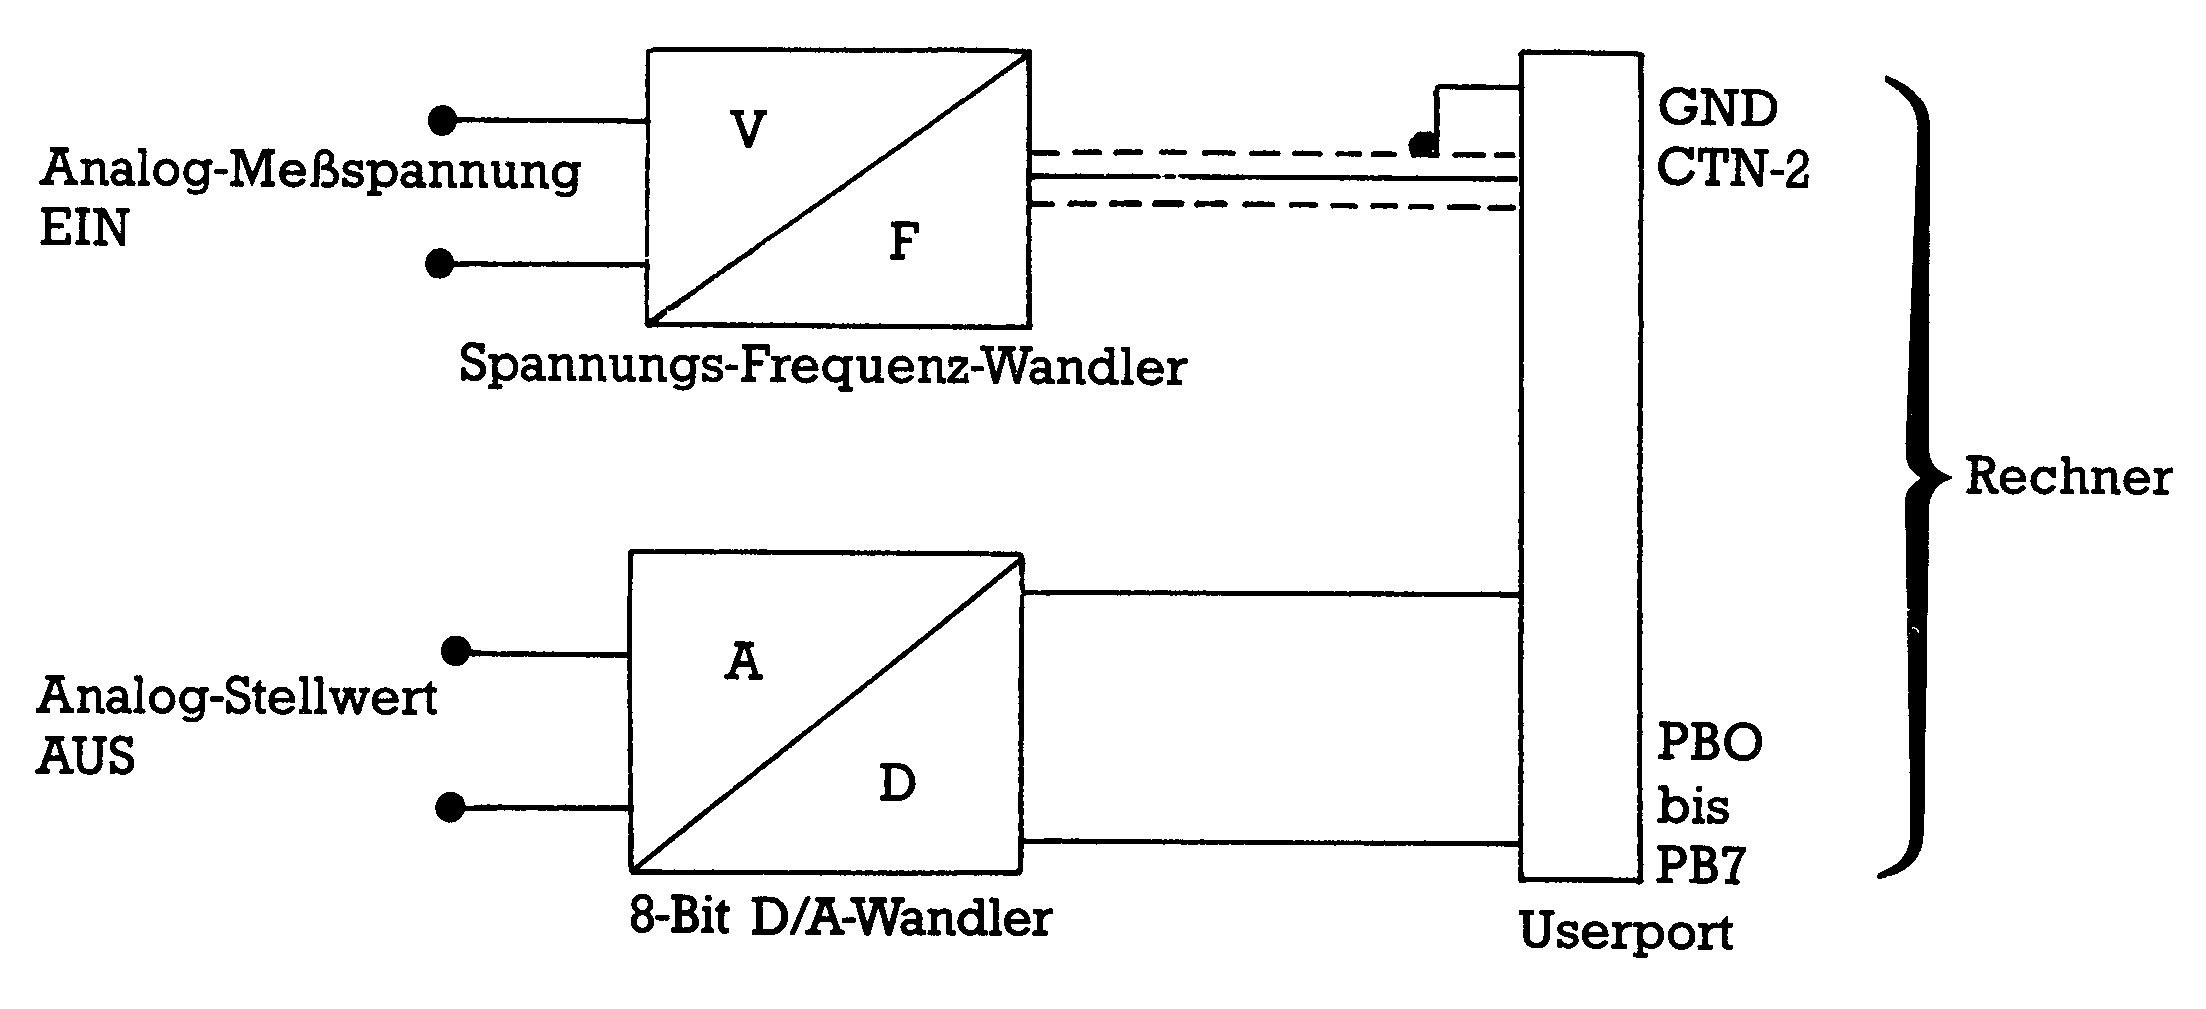 V
F
Analog-Meßspannung
EIN
Spannungs-Frequenz-Wandler
GND
CTN-2
Rechner
A
D
Analog-Stellwert
AUS
8-Bit D/A-Wandler
PBO
bis
PB7
Userport